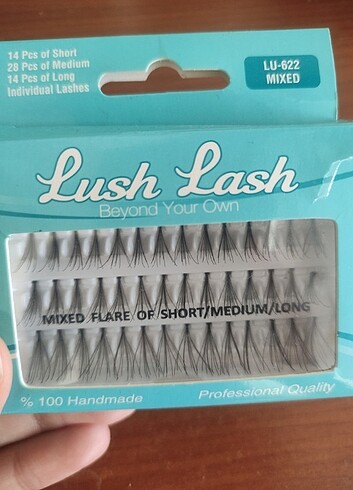 14 Pcs of Short
28 Pcs of Medium
14 Pcs of Long
Individual Lashes
LU-622
MIXED
Lush Lash
Beyond Your Own
MIXED FLARE OF SHORT/MEDIUM/LONG
% 100 Handmade
Professional Quality